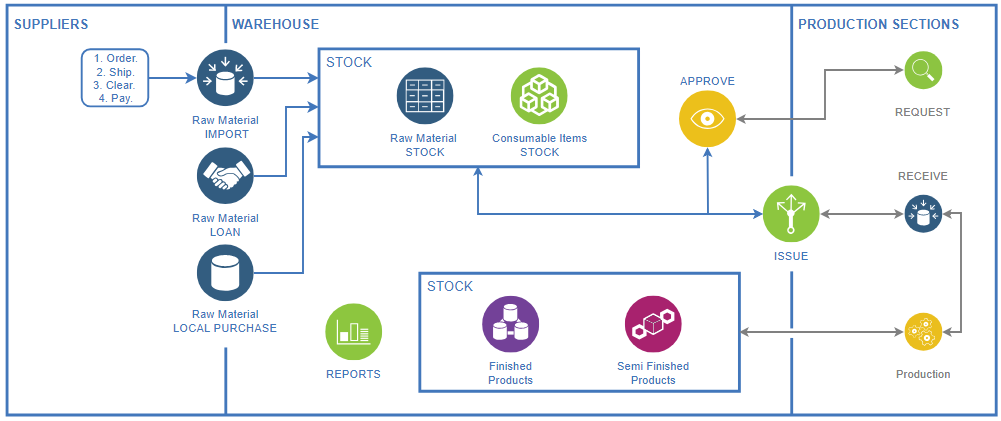 SUPPLIERS
WAREHOUSE
PRODUCTION SECTIONS
1. Order.
2. Ship.
3. Clear.
4. Pay.
Raw Material
IMPORT
Raw Material
LOAN
Raw Material
LOCAL PURCHASE
STOCK
Raw Material
STOCK
Consumable Items
STOCK
APPROVE
REQUEST
RECEIVE
ISSUE
STOCK
Finished
Products
Semi Finished
Products
REPORTS
Production